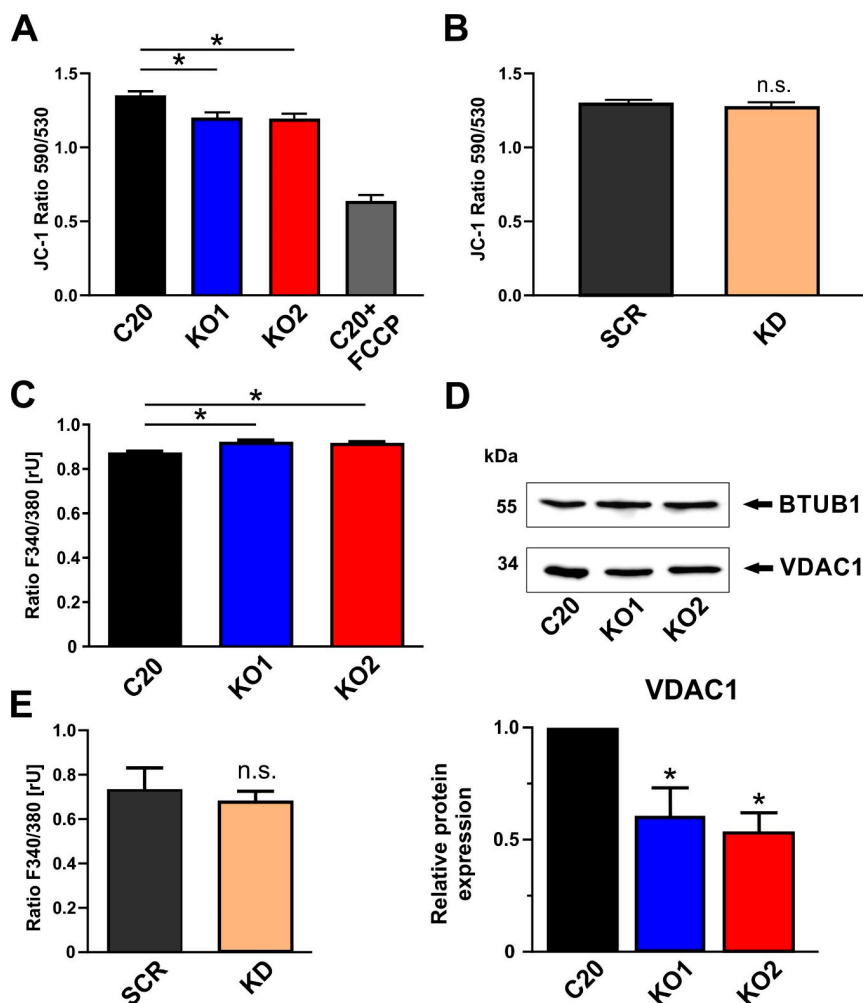 A
*
*
JC-1 Ratio 590/530
1.5
1.0
0.5
0.0
C20
KO1
KO2
C20+
FCCP
B
n.s.
JC-1 Ratio 590/530
1.5
1.0
0.5
0.0
SCR
KD
C
*
*
Ratio F340/380 [rU]
1.0
0.8
0.6
0.4
0.2
0
C20
KO1
KO2
D
kDa
55
BTUB1
34
VDAC1
C20
KO1
KO2
VDAC1
Relative protein
expression
1.0
0.5
0
*
*
C20
KO1
KO2
E
n.s.
Ratio F340/380 [rU]
1.0
0.8
0.6
0.4
0.2
0
SCR
KD